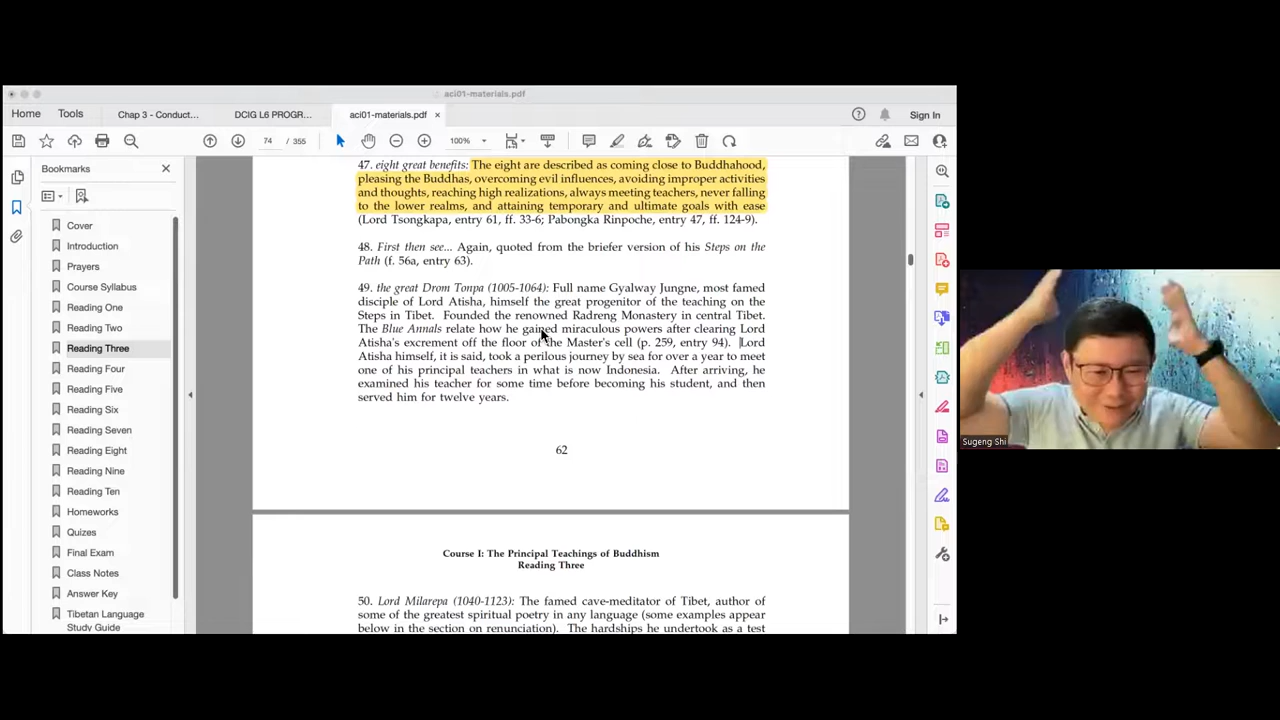 aci01-materials.pdf
Home Tools Chap 3 - Conduct... DCIG L6 PROGR... aci01-materials.pdf × Sign In
74 / 355 100%
Bookmarks
Cover
Introduction
Prayers
Course Syllabus
Reading One
Reading Two
Reading Three
Reading Four
Reading Five
Reading Six
Reading Seven
Reading Eight
Reading Nine
Reading Ten
Homeworks
Quizes
Final Exam
Class Notes
Answer Key
Tibetan Language
Study Guide
47. eight great benefits: The eight are described as coming close to Buddhahood,
pleasing the Buddhas, overcoming evil influences, avoiding improper activities
and thoughts, reaching high realizations, always meeting teachers, never falling
to the lower realms, and attaining temporary and ultimate goals with ease
(Lord Tsongkapa, entry 61, ff. 33-6; Pabongka Rinpoche, entry 47, ff. 124-9).
48. First then see... Again, quoted from the briefer version of his Steps on the
Path (f. 56a, entry 63).
49. the great Drom Tonpa (1005-1064): Full name Gyalway Jungne, most famed
disciple of Lord Atisha, himself the great progenitor of the teaching on the
Steps in Tibet. Founded the renowned Radreng Monastery in central Tibet.
The Blue Annals relate how he gained miraculous powers after clearing Lord
Atisha's excrement off the floor of the Master's cell (p. 259, entry 94). Lord
Atisha himself, it is said, took a perilous journey by sea for over a year to meet
one of his principal teachers in what is now Indonesia. After arriving, he
examined his teacher for some time before becoming his student, and then
served him for twelve years.
62
Course I: The Principal Teachings of Buddhism
Reading Three
50. Lord Milarepa (1040-1123): The famed cave-meditator of Tibet, author of
some of the greatest spiritual poetry in any language (some examples appear
below in the section on renunciation). The hardships he undertook as a test
Sugeng Shi